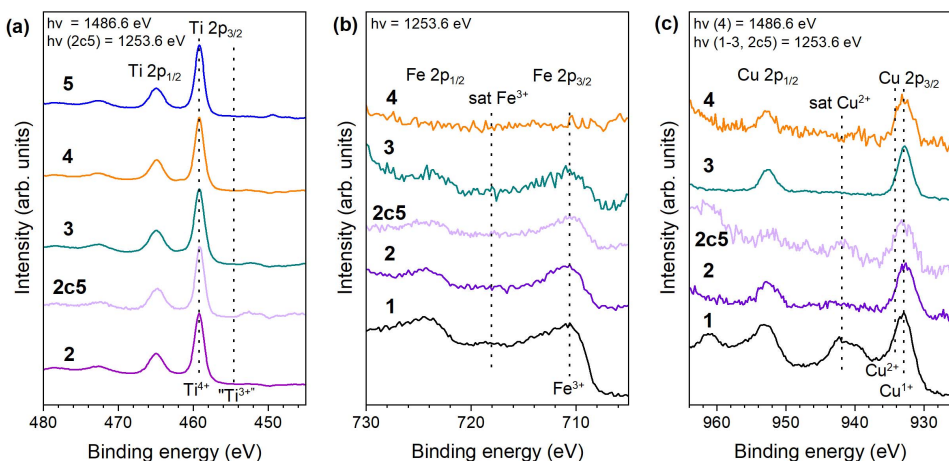 (a)
hν = 1486.6 eV
hν (2c5) = 1253.6 eV
Ti 2p3/2
Ti 2p1/2
5
4
3
2c5
2
Ti4+ "Ti3+"
480 470 460 450
Binding energy (eV)
Intensity (arb. units)
(b)
hν = 1253.6 eV
Fe 2p1/2 Fe 2p3/2
sat Fe3+
4
3
2c5
2
1
Fe3+
730 720 710
Binding energy (eV)
Intensity (arb. units)
(c)
hν (4) = 1486.6 eV
hν (1-3, 2c5) = 1253.6 eV
Cu 2p1/2 Cu 2p3/2
sat Cu2+
4
3
2c5
2
1
Cu2+
Cu1+
960 950 940 930
Binding energy (eV)
Intensity (arb. units)